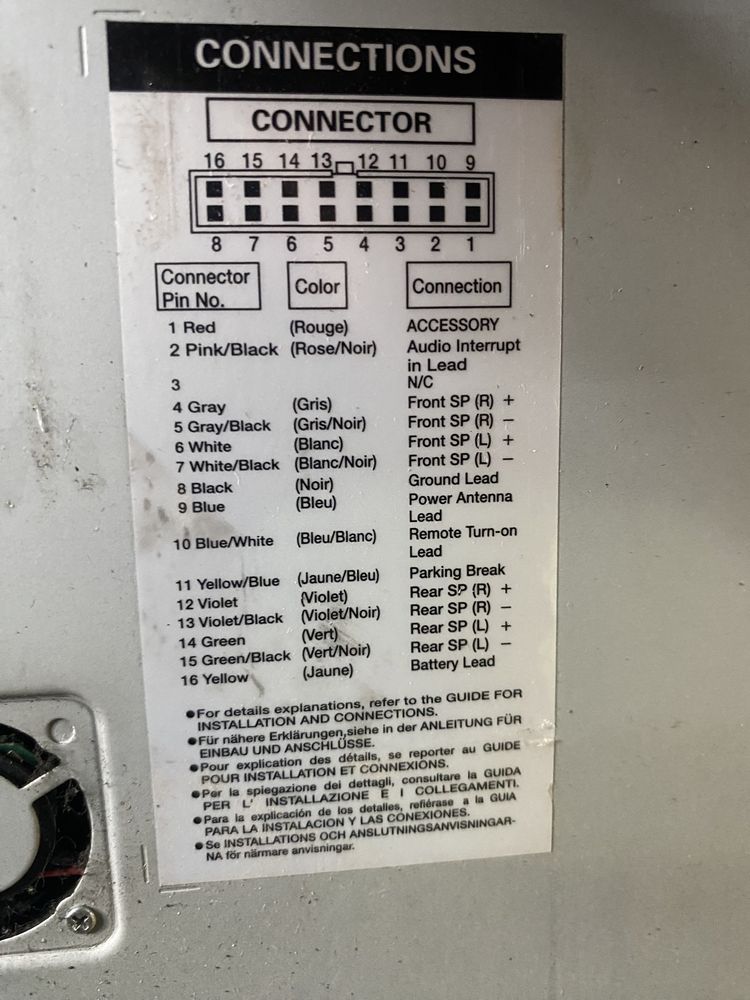 CONNECTIONS
CONNECTOR
16 15 14 13 12 11 10 9
8 7 6 5 4 3 2 1
Connector Pin No. Color Connection
1 Red (Rouge) ACCESSORY
2 Pink/Black (Rose/Noir) Audio Interrupt
in Lead
3 N/C
4 Gray (Gris) Front SP (R) +
5 Gray/Black (Gris/Noir) Front SP (R) −
6 White (Blanc) Front SP (L) +
7 White/Black (Blanc/Noir) Front SP (L) −
8 Black (Noir) Ground Lead
9 Blue (Bleu) Power Antenna
Lead
10 Blue/White (Bleu/Blanc) Remote Turn-on
Lead
11 Yellow/Blue (Jaune/Bleu) Parking Break
12 Violet (Violet) Rear SP (R) +
13 Violet/Black (Violet/Noir) Rear SP (R) −
14 Green (Vert) Rear SP (L) +
15 Green/Black (Vert/Noir) Rear SP (L) −
16 Yellow (Jaune) Battery Lead
●For details explanations, refer to the GUIDE FOR
INSTALLATION AND CONNECTIONS.
●Für nähere Erklärungen,siehe in der ANLEITUNG FÜR
EINBAU UND ANSCHLÜSSE.
●Pour explication des détails, se reporter au GUIDE
POUR INSTALLATION ET CONNEXIONS.
●Per la spiegazione dei dettagli, consultare la GUIDA
PER L' INSTALLAZIONE E I COLLEGAMENTI.
●Para la explicación de los detalles, refiérase a la GUIA
PARA LA INSTALACION Y LAS CONEXIONES.
●Se INSTALLATIONS OCH ANSLUTNINGSANVISNINGAR-
NA för närmare anvisningar.